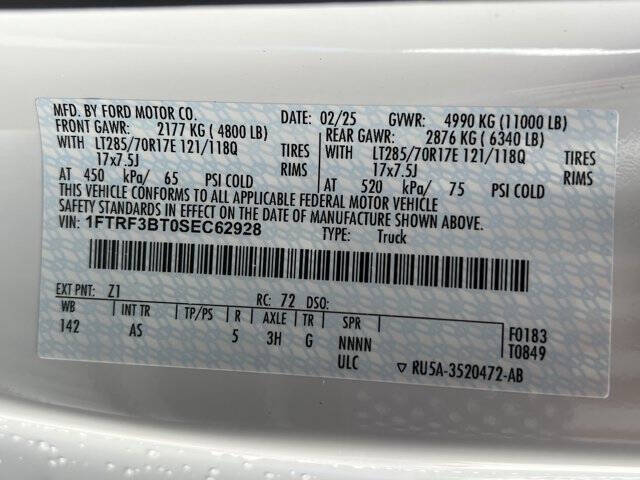 MFD. BY FORD MOTOR CO. DATE: 02/25 GVWR: 4990 KG (11000 LB)
FRONT GAWR: 2177 KG ( 4800 LB) REAR GAWR: 2876 KG ( 6340 LB)
WITH LT285/70R17E 121/118Q TIRES WITH LT285/70R17E 121/118Q TIRES
17x7.5J RIMS 17x7.5J RIMS
AT 450 kPa/ 65 PSI COLD AT 520 kPa/ 75 PSI COLD
THIS VEHICLE CONFORMS TO ALL APPLICABLE FEDERAL MOTOR VEHICLE
SAFETY STANDARDS IN EFFECT ON THE DATE OF MANUFACTURE SHOWN ABOVE.
VIN: 1FTRF3BT0SEC62928 TYPE: Truck
EXT PNT: Z1 RC: 72 DSO:
WB INT TR TP/PS R AXLE TR SPR F0183
142 AS 5 3H G NNNN T0849
ULC ▽ RU5A-3520472-AB